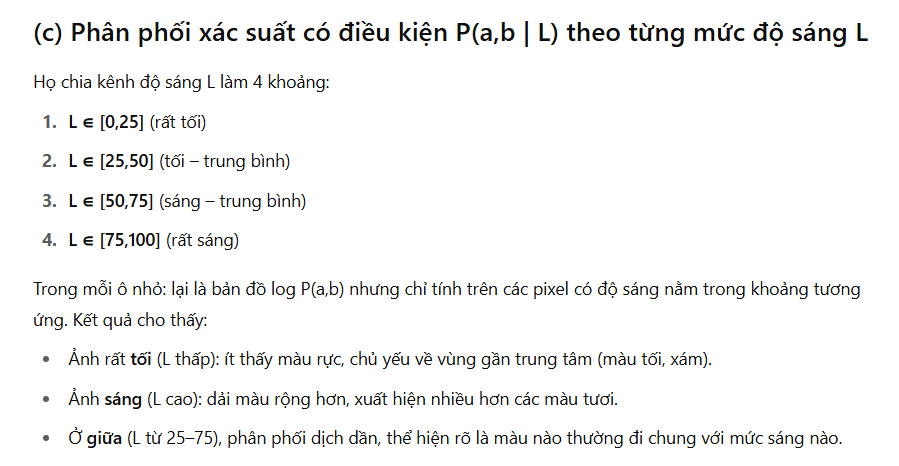 (c) Phân phối xác suất có điều kiện P(a,b | L) theo từng mức độ sáng L
Họ chia kênh độ sáng L làm 4 khoảng:
1. L ∈ [0,25] (rất tối)
2. L ∈ [25,50] (tối – trung bình)
3. L ∈ [50,75] (sáng – trung bình)
4. L ∈ [75,100] (rất sáng)
Trong mỗi ô nhỏ: lại là bản đồ log P(a,b) nhưng chỉ tính trên các pixel có độ sáng nằm trong khoảng tương
ứng. Kết quả cho thấy:
• Ảnh rất tối (L thấp): ít thấy màu rực, chủ yếu về vùng gần trung tâm (màu tối, xám).
• Ảnh sáng (L cao): dải màu rộng hơn, xuất hiện nhiều hơn các màu tươi.
• Ở giữa (L từ 25–75), phân phối dịch dần, thể hiện rõ là màu nào thường đi chung với mức sáng nào.